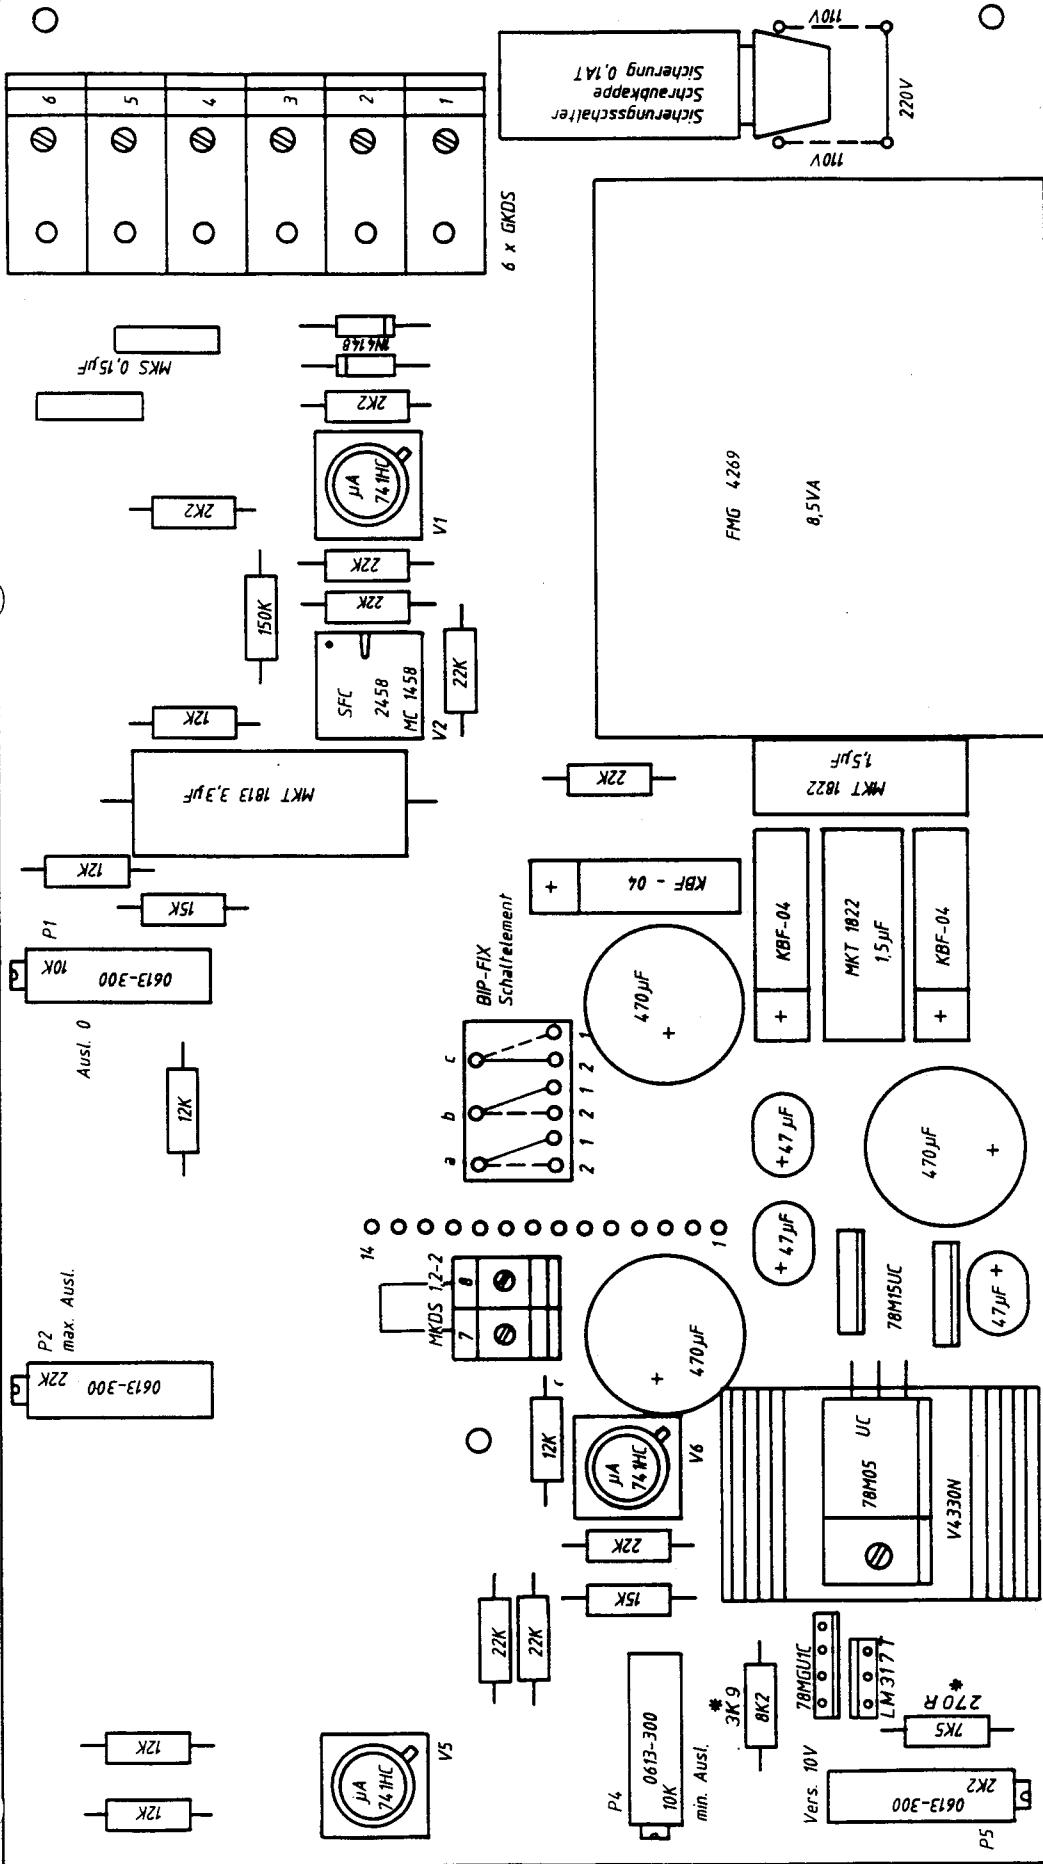 6
5
4
3
2
1
6 x GKDS
Sicherungsschalter
Schraubkappe
Sicherung 0,1AT
110V
110V
220V
MKS 0,15µF
1N4148
2K2
2K2
µA
741HC
V1
22K
22K
150K
SFC
2458
MC 1458
V2
22K
12K
MKT 1813 3,3µF
22K
FMG 4269
8,5VA
MKT 1822
1,5µF
12K
15K
P1
10K
0613-300
Ausl. 0
12K
+
KBF - 04
KBF-04
+
MKT 1822
1,5µF
KBF-04
+
BIP-FIX
Schaltelement
470µF
+
a
b
c
2 1 2 1 2 1
+47µF
+47µF
470µF
+
14
1
MKDS 1,2-2
7
8
P2
max. Ausl.
22K
0613-300
470µF
+
78M15UC
47µF +
12K
µA
741HC
V6
22K
15K
78M05
UC
V4330N
22K
22K
12K
12K
µA
741HC
V5
P4
0613-300
10K
min. Ausl.
*
3K9
8K2
78MGU1C
LM317T
*
270R
7K5
Vers. 10V
0613-300
2K2
P5